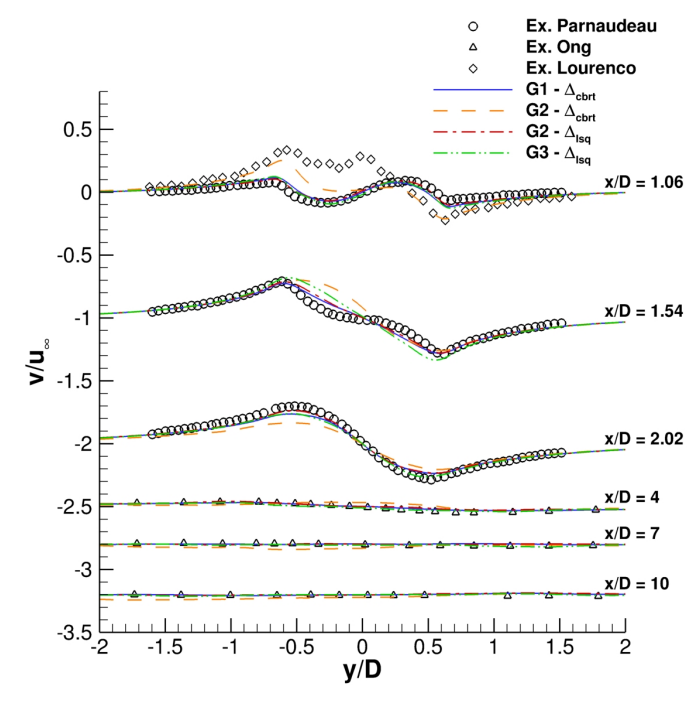 Ex. Parnaudeau
Ex. Ong
Ex. Lourenco
G1 - Δcbrt
G2 - Δcbrt
G2 - Δlsq
G3 - Δlsq
0.5
0
-0.5
-1
-1.5
-2
-2.5
-3
-3.5
v/u∞
x/D = 1.06
x/D = 1.54
x/D = 2.02
x/D = 4
x/D = 7
x/D = 10
-2 -1.5 -1 -0.5 0 0.5 1 1.5 2
y/D